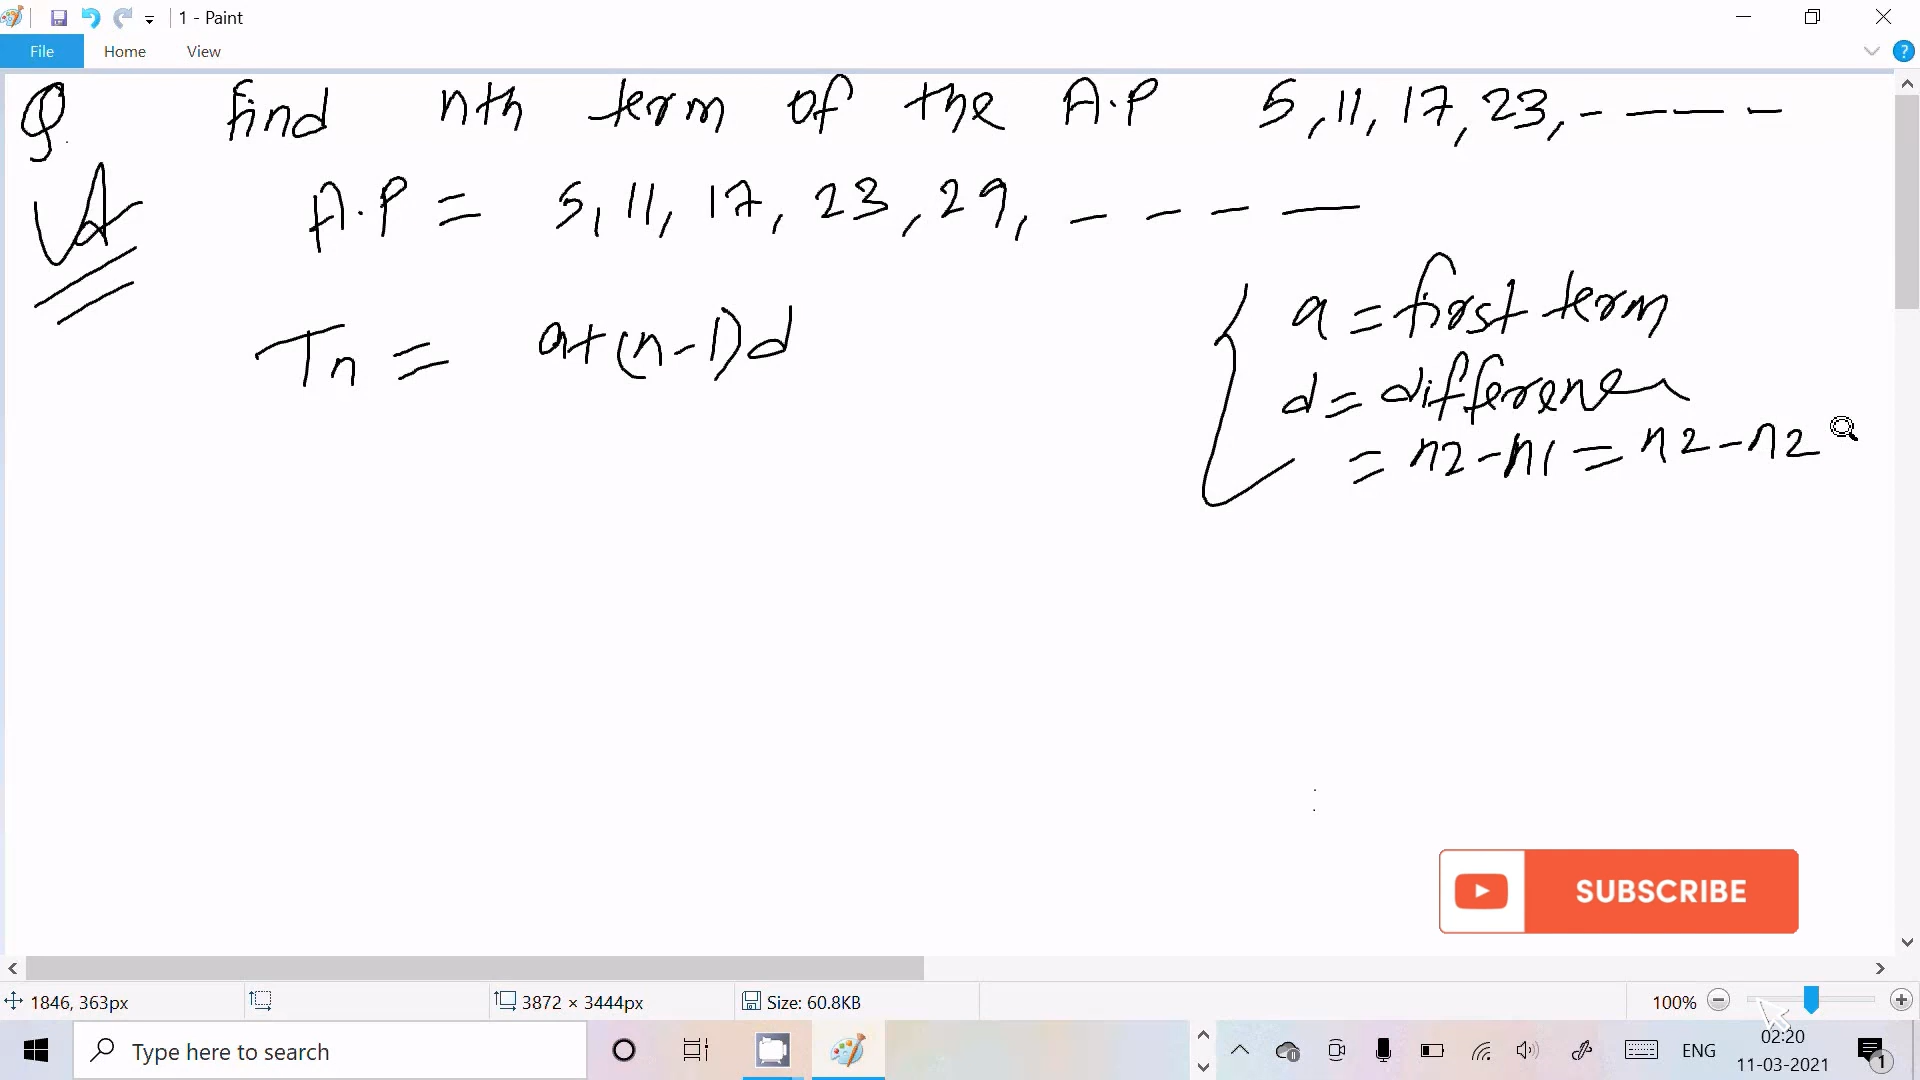 1 - Paint
File Home View
Q. find nth term of the A.P 5, 11, 17, 23, - - - -
A.P = 5, 11, 17, 23, 29, - - - -
Tn = a+(n-1)d
a = first term
d = difference
= n2 - n1 = n2 - n2
SUBSCRIBE
1846, 363px 3872 × 3444px Size: 60.8KB 100%
Type here to search ENG 02:20
11-03-2021 1